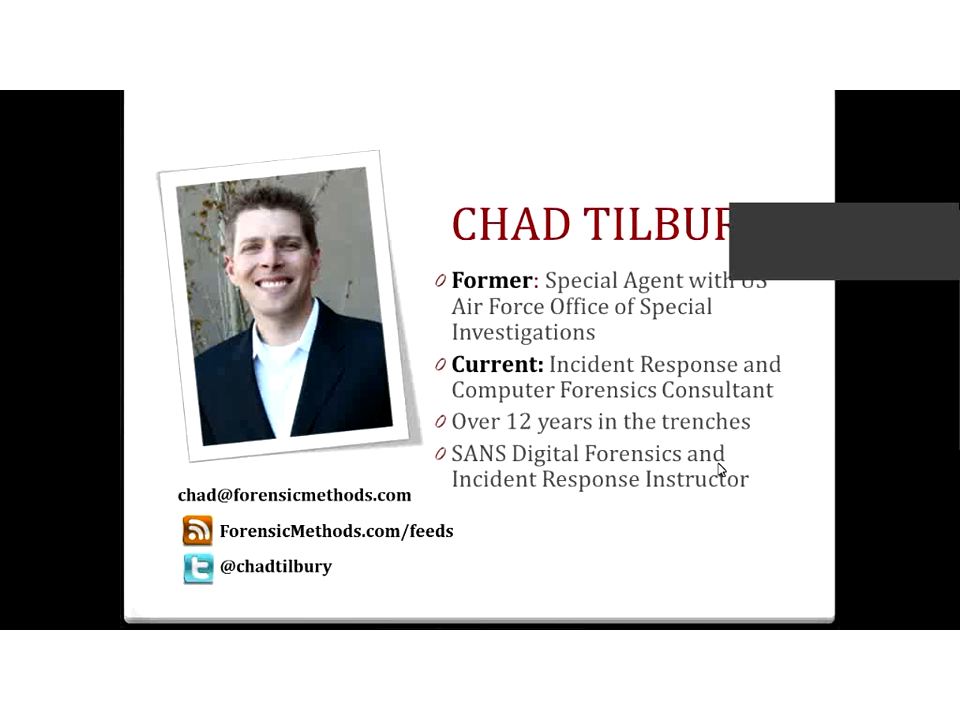 CHAD TILBUR
Former: Special Agent with US
Air Force Office of Special
Investigations
Current: Incident Response and
Computer Forensics Consultant
Over 12 years in the trenches
SANS Digital Forensics and
Incident Response Instructor
chad@forensicmethods.com
ForensicMethods.com/feeds
@chadtilbury